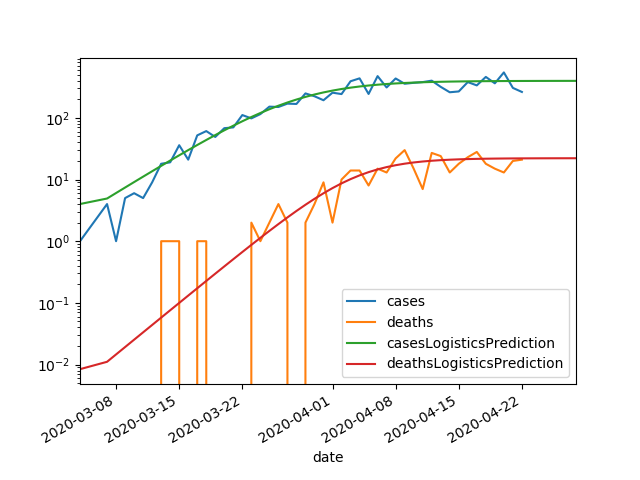 10²
10¹
10⁰
10⁻¹
10⁻²
cases
deaths
casesLogisticsPrediction
deathsLogisticsPrediction
2020-03-08
2020-03-15
2020-03-22
2020-04-01
2020-04-08
2020-04-15
2020-04-22
date